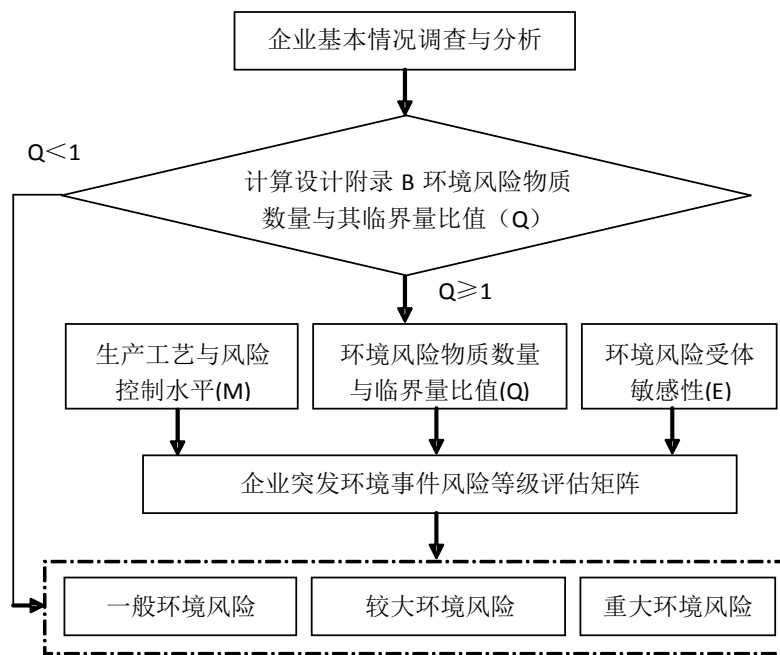 企业基本情况调查与分析
Q＜1
计算设计附录 B 环境风险物质
数量与其临界量比值（Q）
Q≥1
生产工艺与风险
控制水平(M)
环境风险物质数量
与临界量比值(Q)
环境风险受体
敏感性(E)
企业突发环境事件风险等级评估矩阵
一般环境风险
较大环境风险
重大环境风险